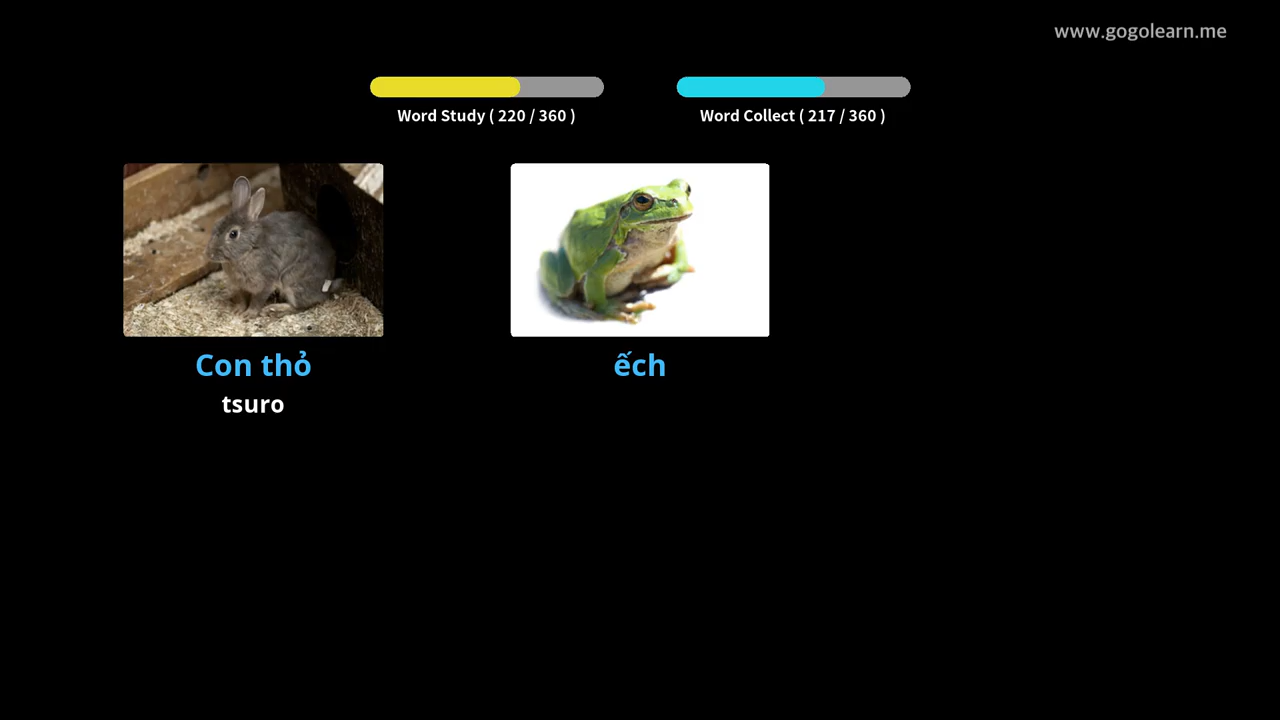 www.gogolearn.me
Word Study ( 220 / 360 )
Word Collect ( 217 / 360 )
Con thỏ
ếch
tsuro